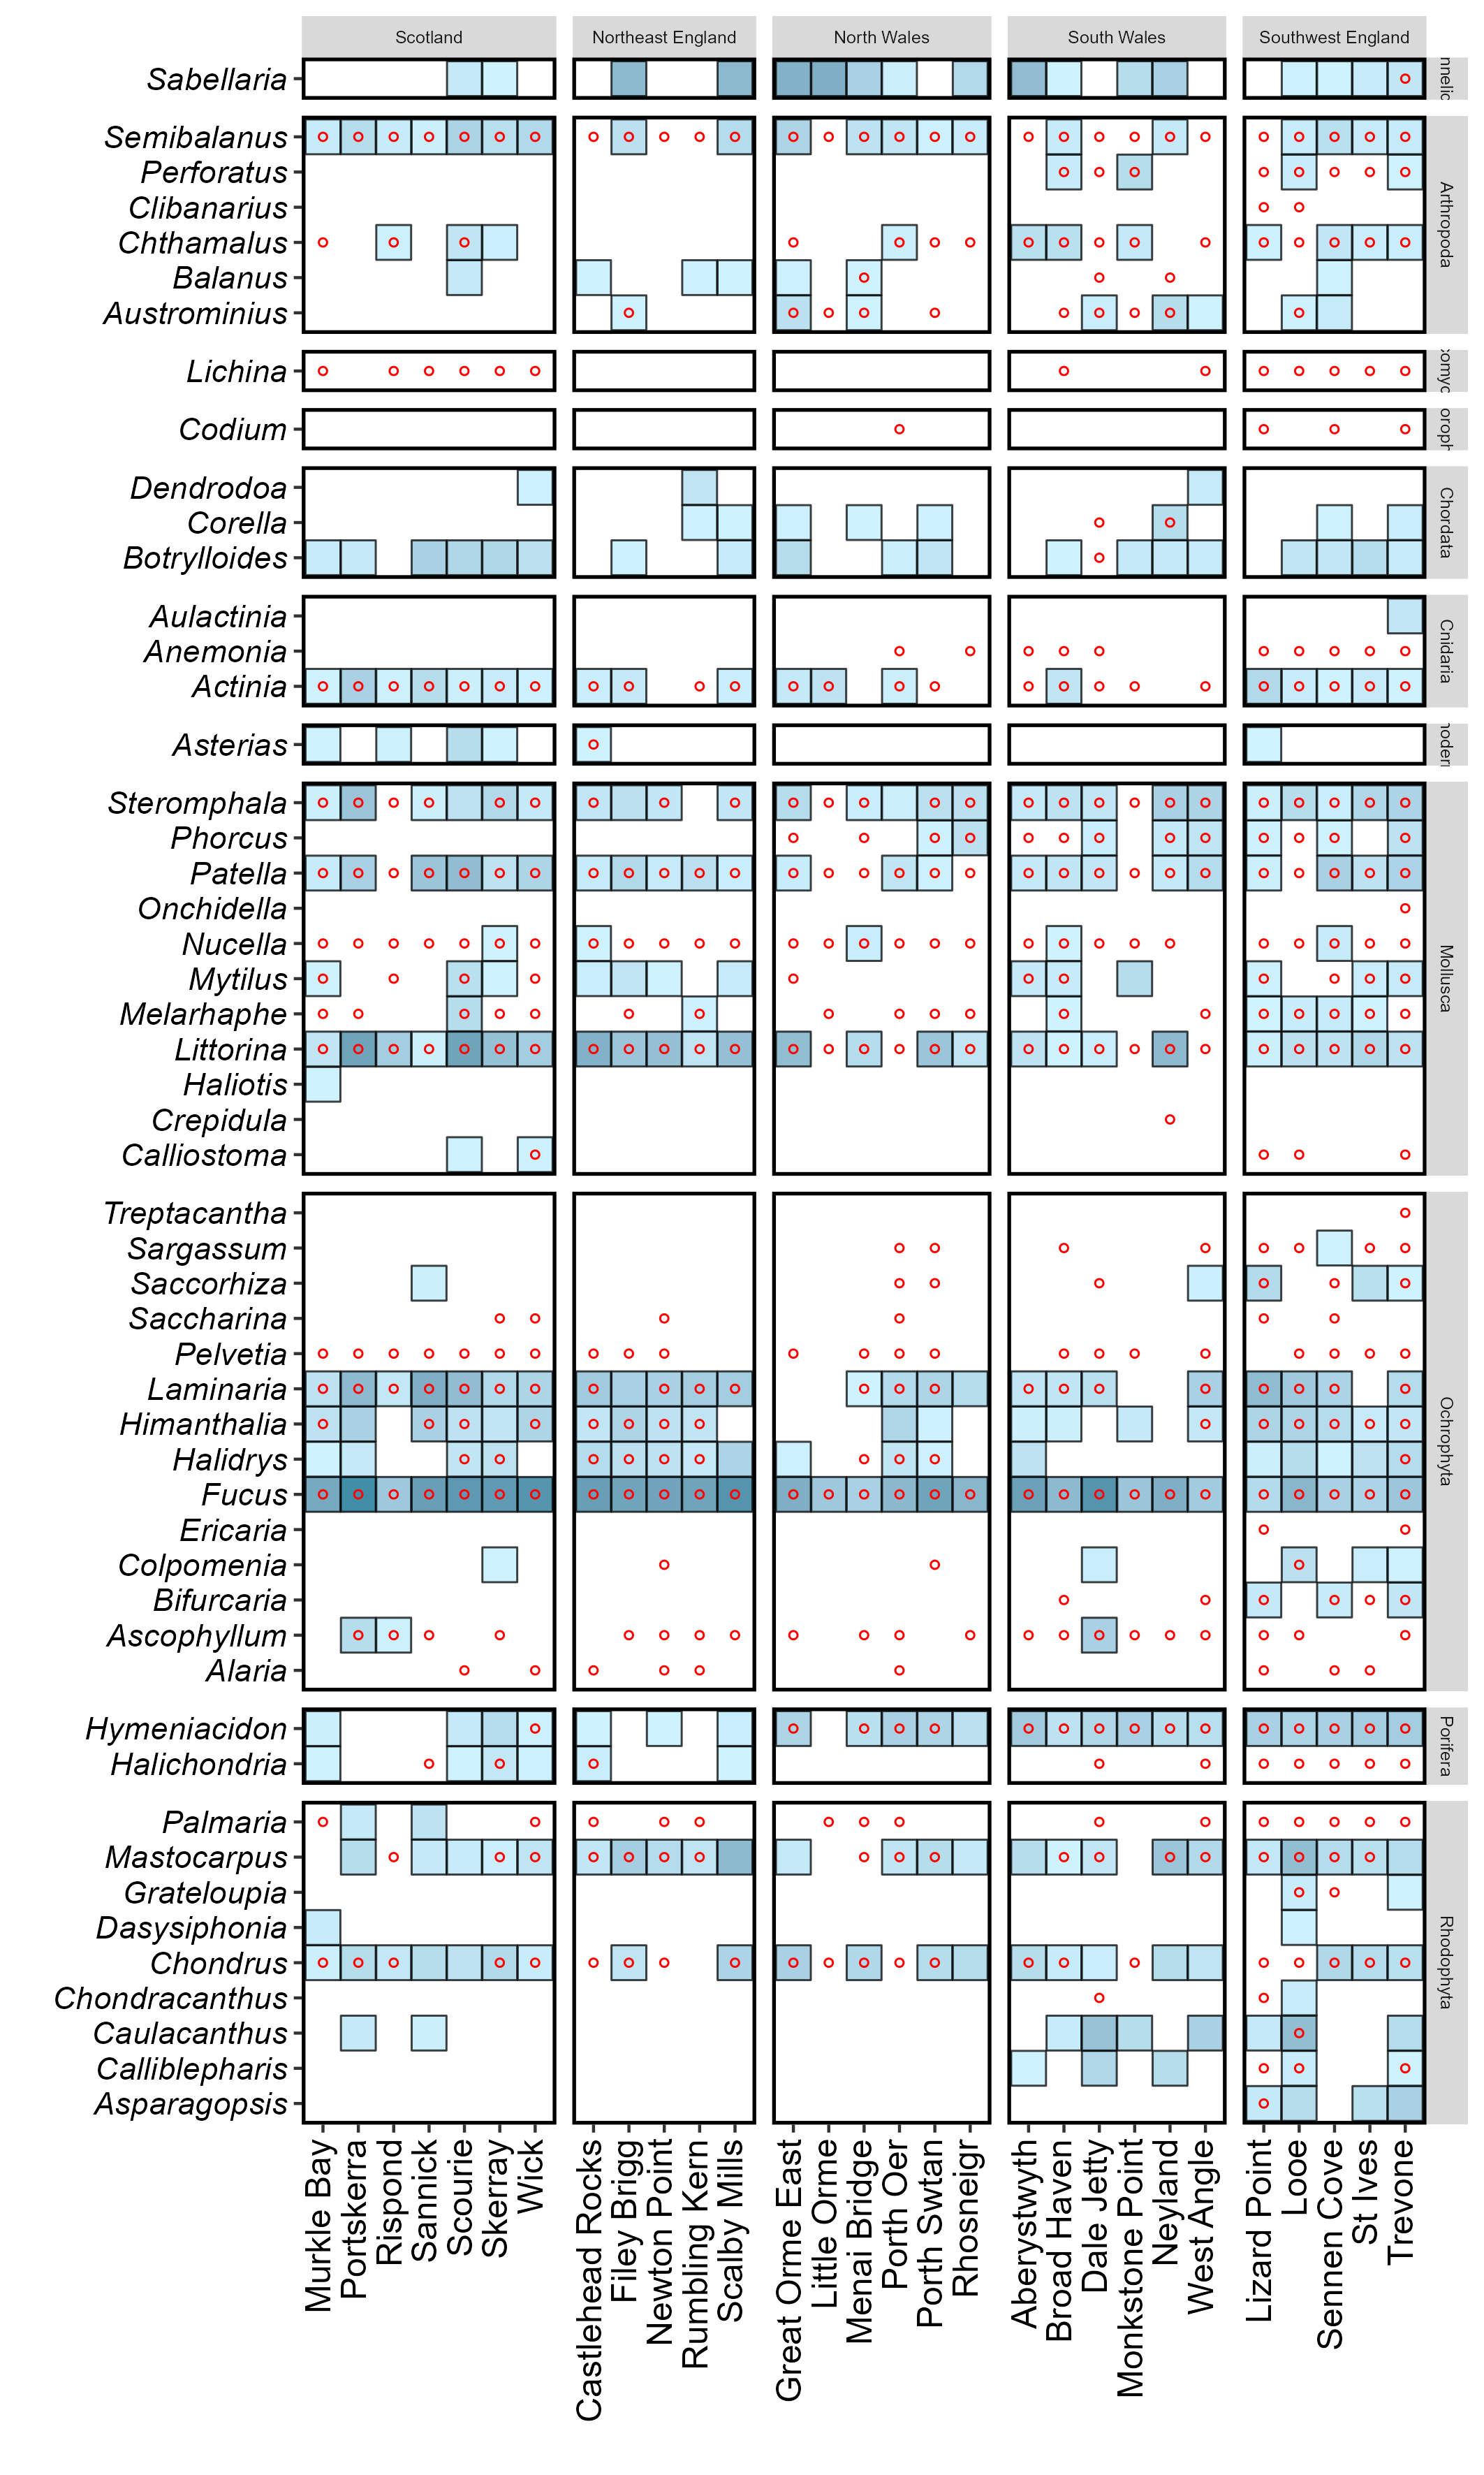 Scotland
Northeast England
North Wales
South Wales
Southwest England
Sabellaria
Semibalanus
Perforatus
Clibanarius
Chthamalus
Balanus
Austrominius
Arthropoda
Lichina
Codium
Dendrodoa
Corella
Botrylloides
Chordata
Aulactinia
Anemonia
Actinia
Cnidaria
Asterias
Steromphala
Phorcus
Patella
Onchidella
Nucella
Mytilus
Melarhaphe
Littorina
Haliotis
Crepidula
Calliostoma
Mollusca
Treptacantha
Sargassum
Saccorhiza
Saccharina
Pelvetia
Laminaria
Himanthalia
Halidrys
Fucus
Ericaria
Colpomenia
Bifurcaria
Ascophyllum
Alaria
Ochrophyta
Hymeniacidon
Halichondria
Porifera
Palmaria
Mastocarpus
Grateloupia
Dasysiphonia
Chondrus
Chondracanthus
Caulacanthus
Calliblepharis
Asparagopsis
Rhodophyta
Murkle Bay
Portskerra
Rispond
Sannick
Scourie
Skerray
Wick
Castlehead Rocks
Filey Brigg
Newton Point
Rumbling Kern
Scalby Mills
Great Orme East
Little Orme
Menai Bridge
Porth Oer
Porth Swtan
Rhosneigr
Aberystwyth
Broad Haven
Dale Jetty
Monkstone Point
Neyland
West Angle
Lizard Point
Looe
Sennen Cove
St Ives
Trevone